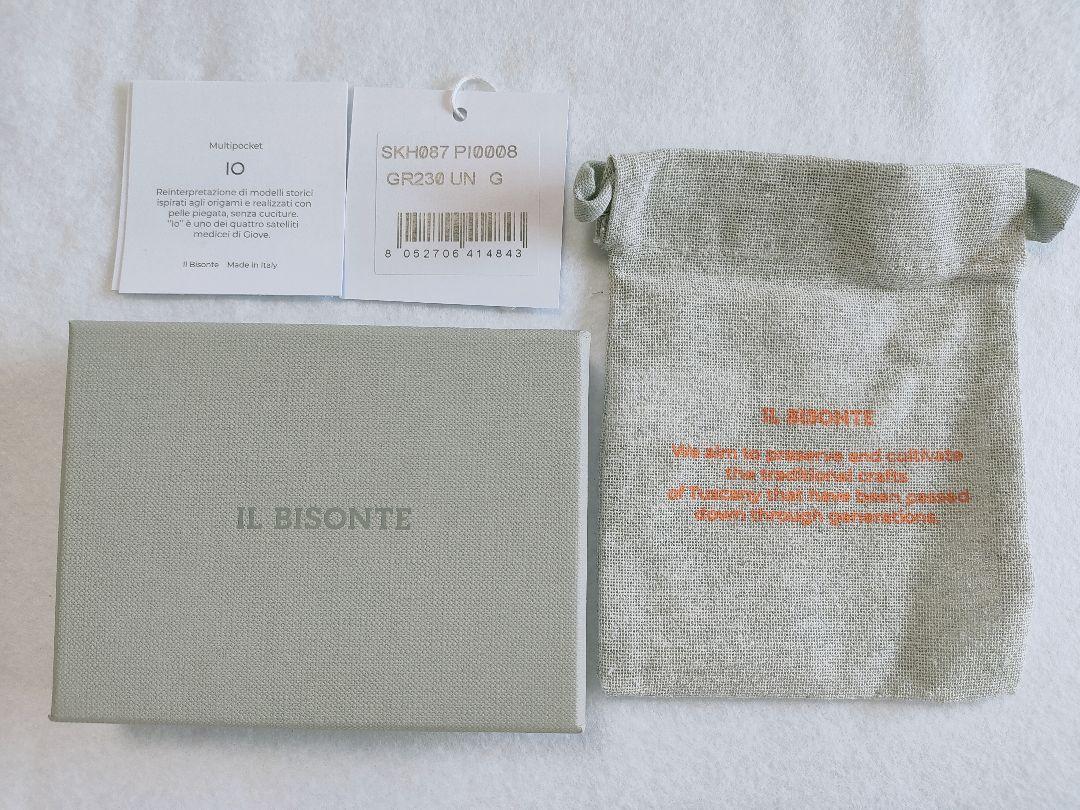 Multipocket
IO
Reinterpretazione di modelli storici
ispirati agli origami e realizzati con
pelle piegata, senza cuciture.
"Io" è uno dei quattro satelliti
medicei di Giove.
Il Bisonte Made in Italy
SKH087 PI0008
GR230 UN G
8 052706 414843
IL BISONTE
IL BISONTE
We aim to preserve and cultivate
the traditional crafts
of Tuscany that have been passed
down through generations.